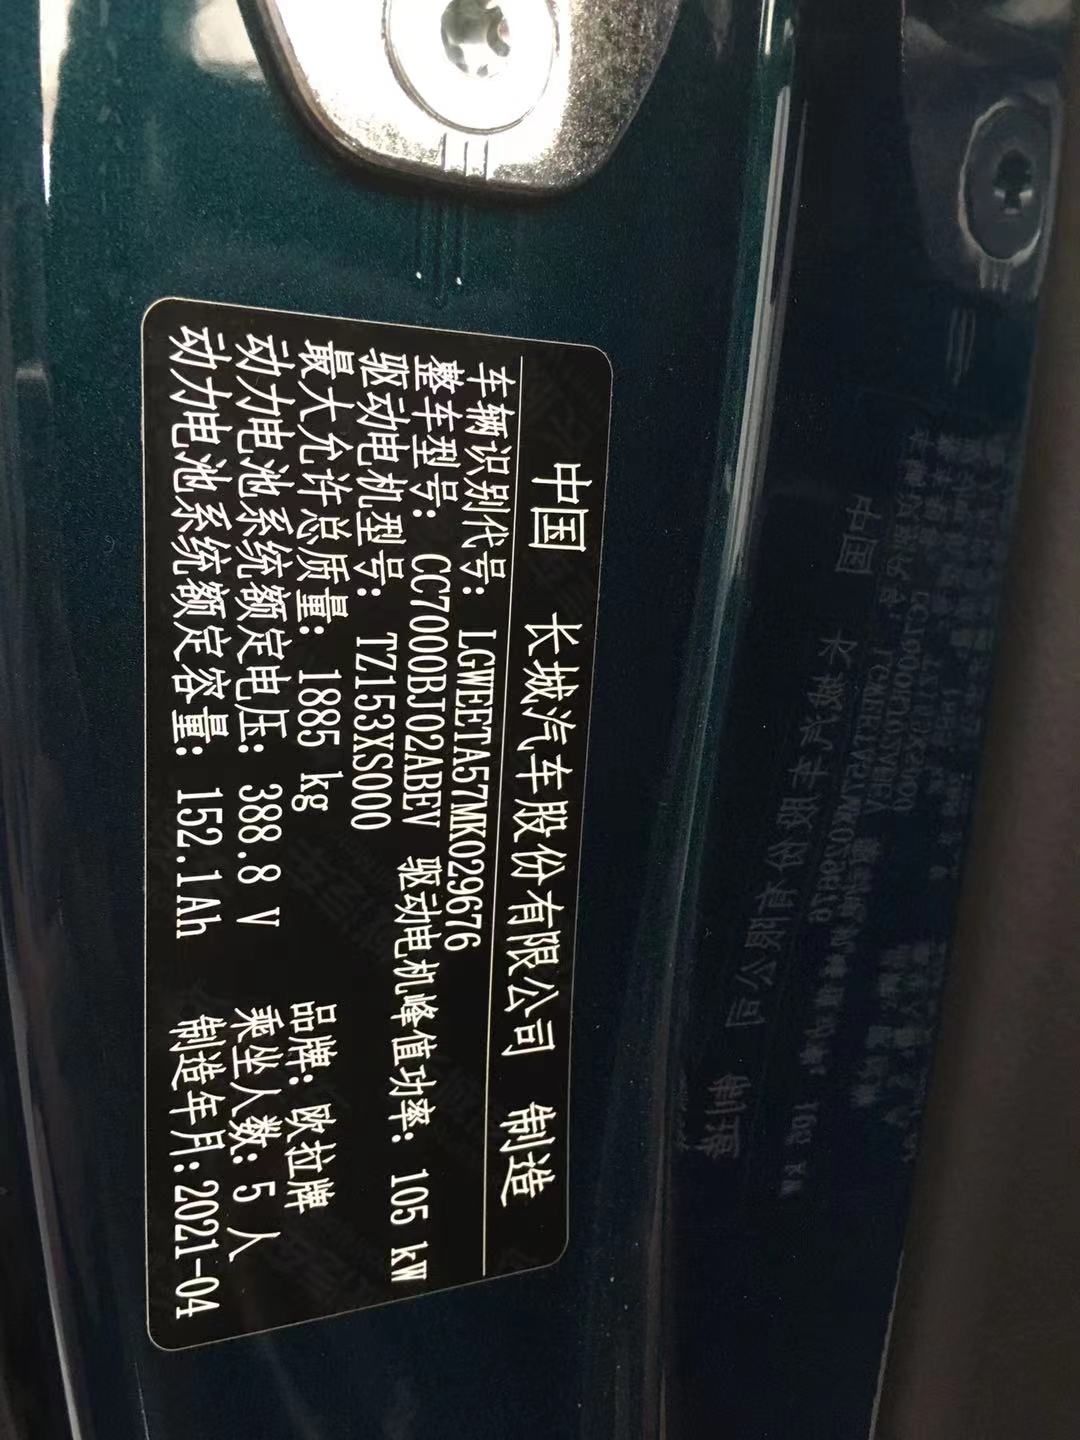 中国 长城汽车股份有限公司 制造
车辆识别代号: LGWEETA57MK029676
整车型号: CC7000BJ02ABEV 驱动电机峰值功率: 105 kW
驱动电机型号: TZ153XS000
最大允许总质量: 1885 kg 品牌: 欧拉牌
动力电池系统额定电压: 388.8 V 乘坐人数: 5 人
动力电池系统额定容量: 152.1Ah 制造年月: 2021-04